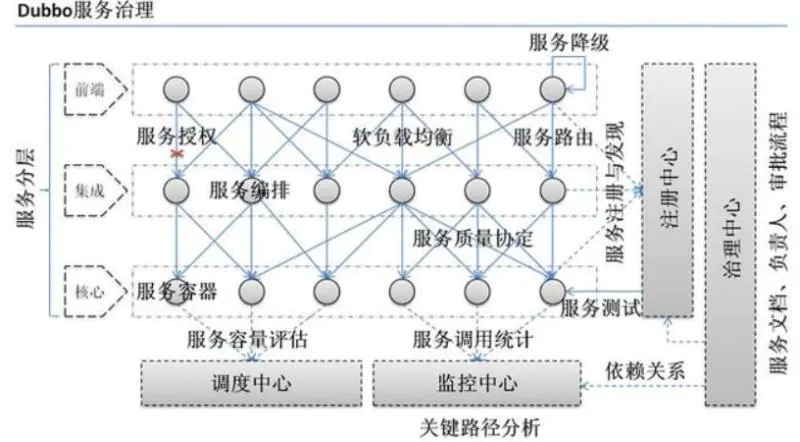 Dubbo服务治理
服务降级
前端
服务授权
软负载均衡
服务路由
服务分层
集成
服务编排
服务注册与发现
注册中心
治理中心
服务文档、负责人、审批流程
服务质量协定
核心
服务容器
服务测试
服务容量评估
服务调用统计
调度中心
监控中心
依赖关系
关键路径分析